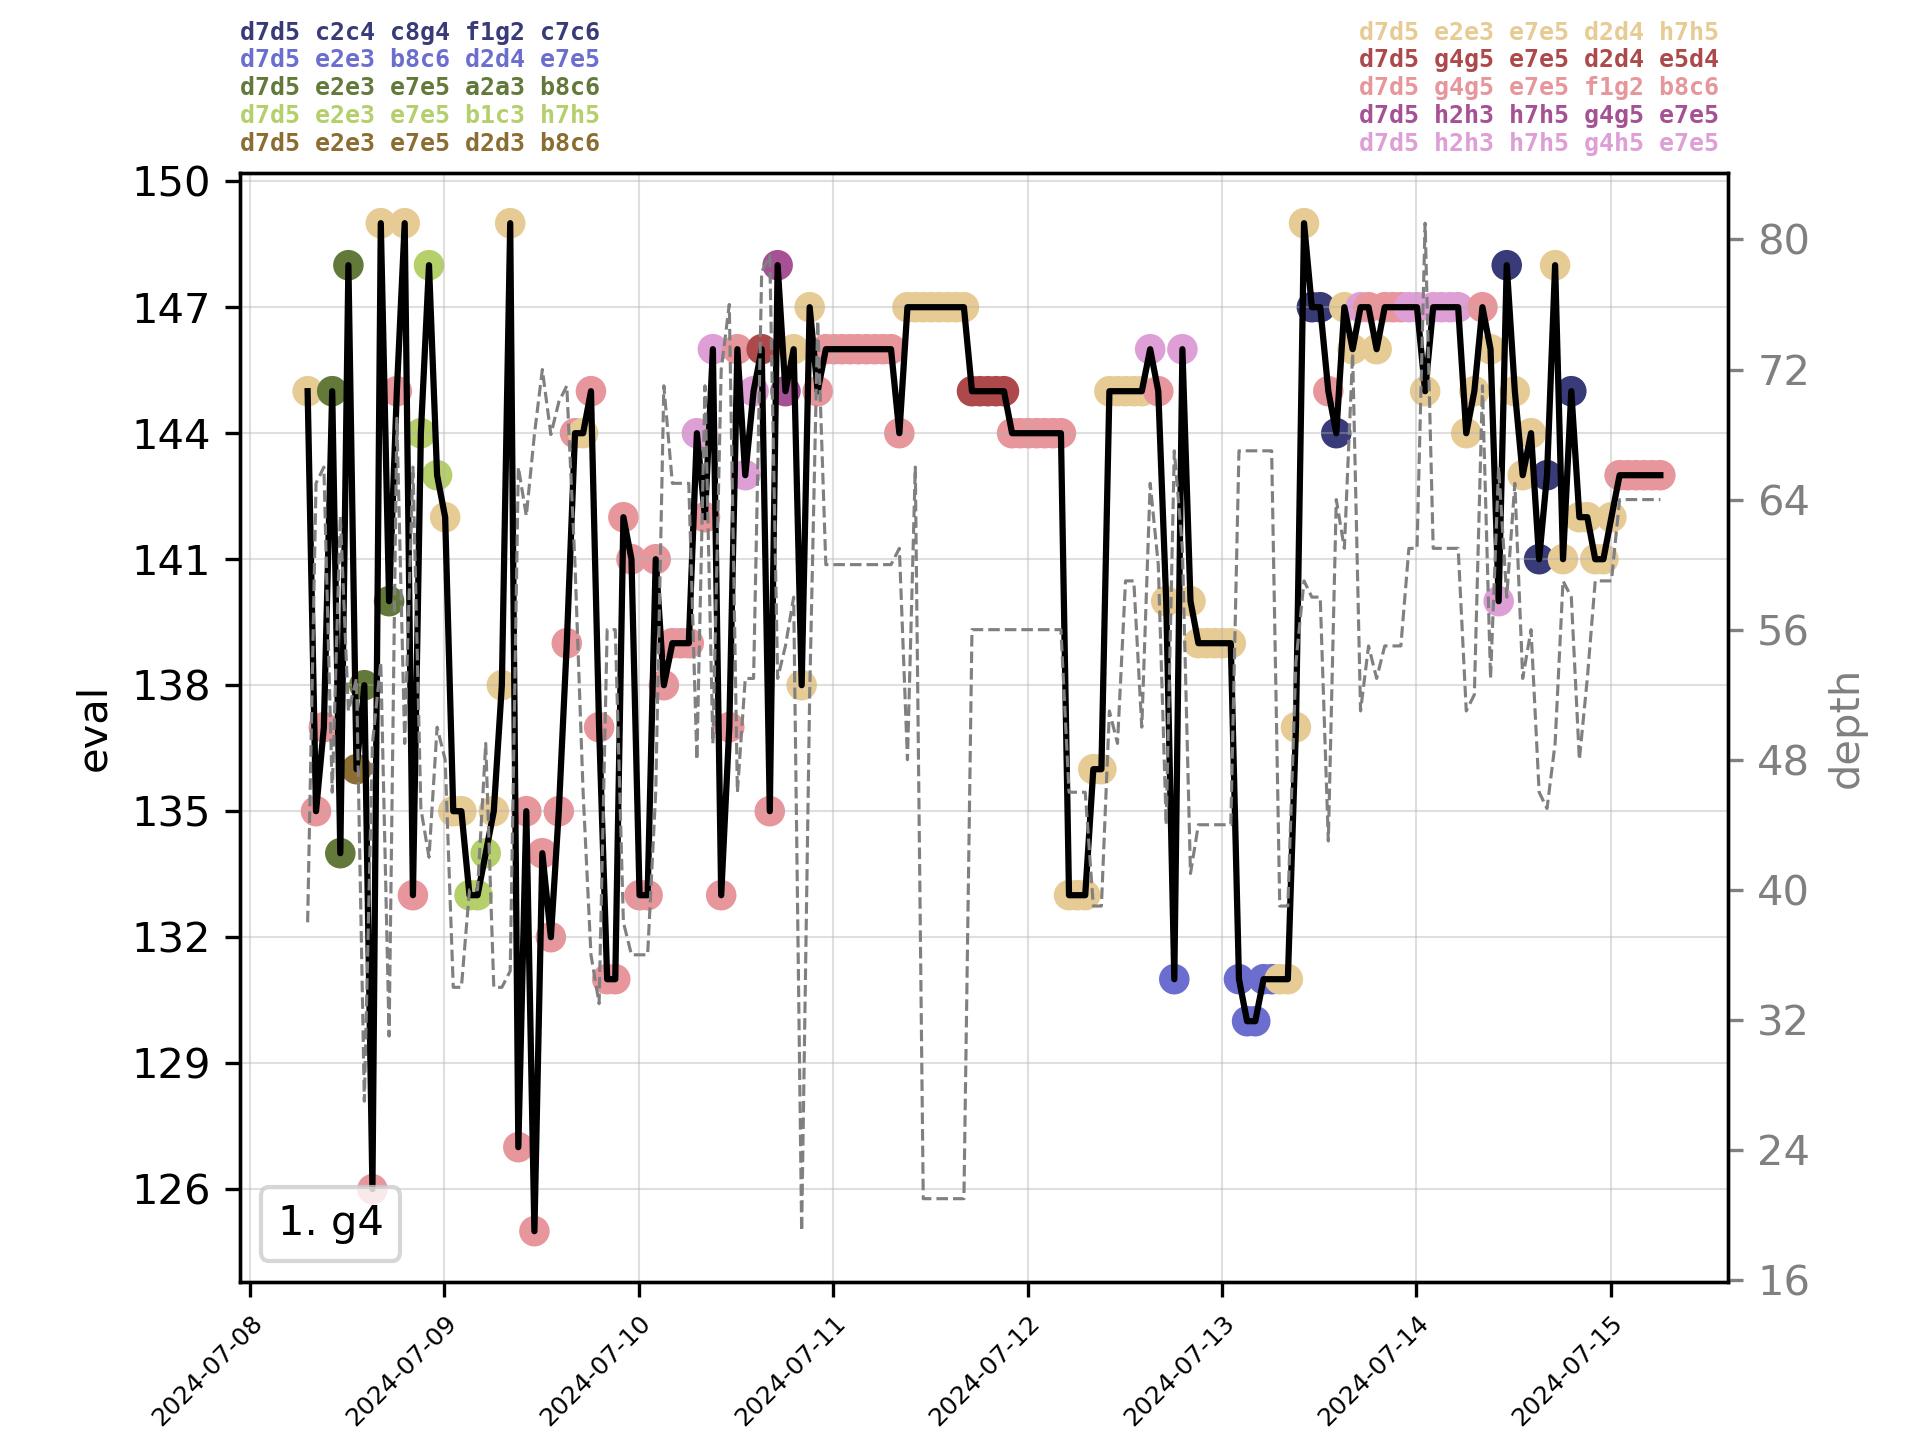 d7d5 c2c4 c8g4 f1g2 c7c6
d7d5 e2e3 b8c6 d2d4 e7e5
d7d5 e2e3 e7e5 a2a3 b8c6
d7d5 e2e3 e7e5 b1c3 h7h5
d7d5 e2e3 e7e5 d2d3 b8c6
d7d5 e2e3 e7e5 d2d4 h7h5
d7d5 g4g5 e7e5 d2d4 e5d4
d7d5 g4g5 e7e5 f1g2 b8c6
d7d5 h2h3 h7h5 g4g5 e7e5
d7d5 h2h3 h7h5 g4h5 e7e5
150
147
144
141
138
135
132
129
126
eval
80
72
64
56
48
40
32
24
16
depth
1. g4
2024-07-08
2024-07-09
2024-07-10
2024-07-11
2024-07-12
2024-07-13
2024-07-14
2024-07-15